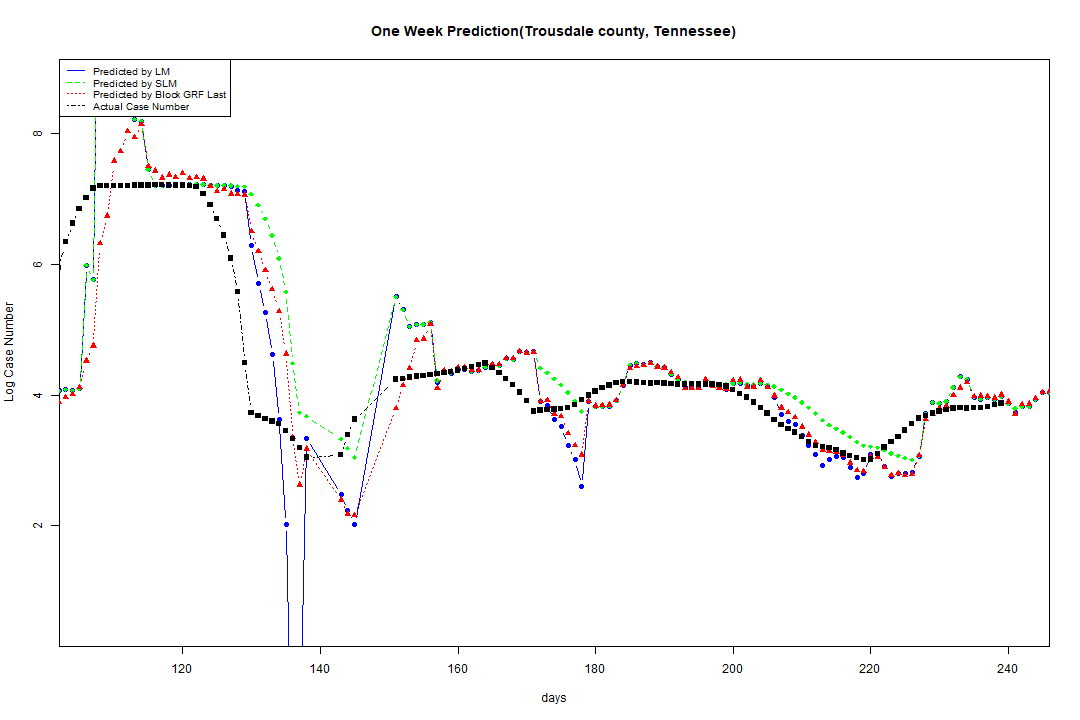 One Week Prediction(Trousdale county, Tennessee)
Predicted by LM
Predicted by SLM
Predicted by Block GRF Last
Actual Case Number
8
6
4
2
Log Case Number
120 140 160 180 200 220 240
days